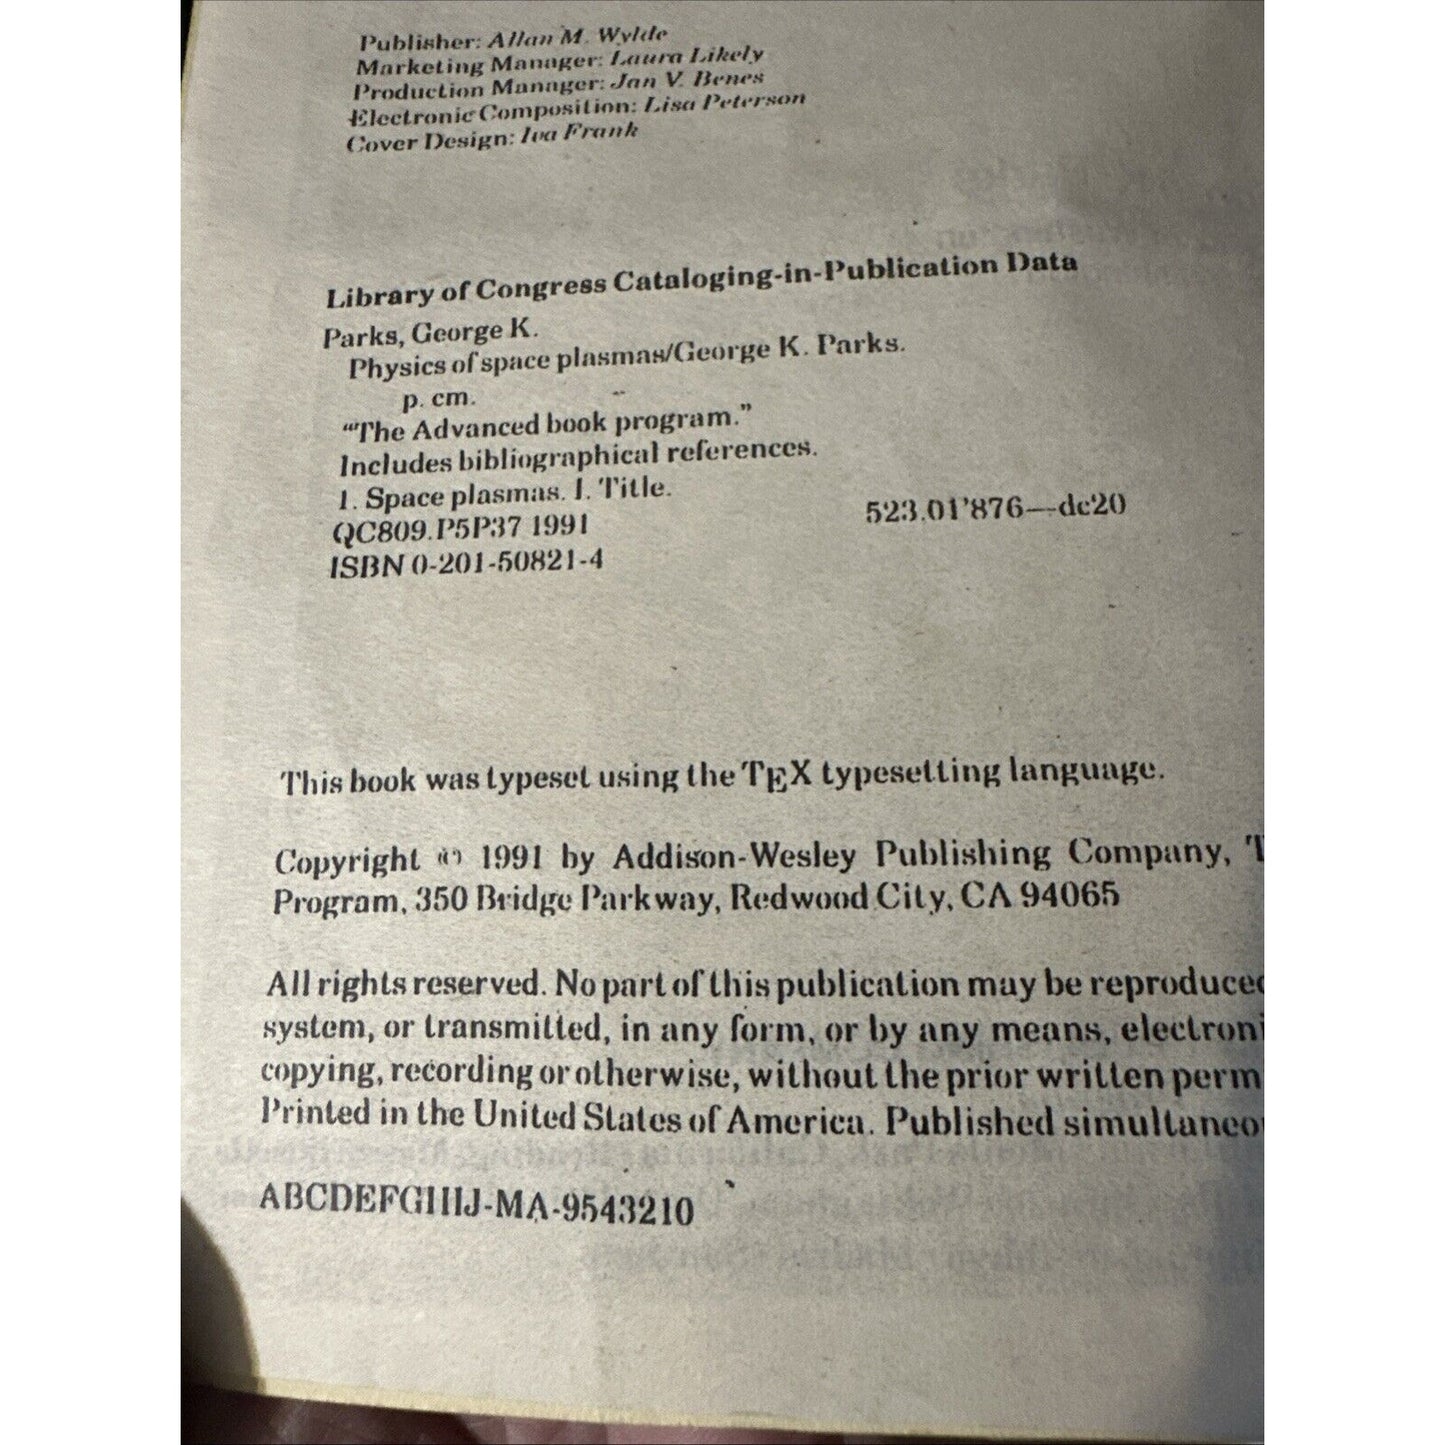 Publisher: Allan M. Wylde
Marketing Manager: Laura Likely
Production Manager: Jan V. Benes
Electronic Composition: Lisa Peterson
Cover Design: Iva Frank
Library of Congress Cataloging-in-Publication Data
Parks, George K.
Physics of space plasmas/George K. Parks.
p. cm.
“The Advanced book program.”
Includes bibliographical references.
1. Space plasmas. I. Title.
QC809.P5P37 1991 523.01’876—dc20
ISBN 0-201-50821-4
This book was typeset using the TEX typesetting language.
Copyright © 1991 by Addison-Wesley Publishing Company, T
Program, 350 Bridge Parkway, Redwood City, CA 94065
All rights reserved. No part of this publication may be reproduced
system, or transmitted, in any form, or by any means, electroni
copying, recording or otherwise, without the prior written perm
Printed in the United States of America. Published simultaneo
ABCDEFGHIJ-MA-9543210